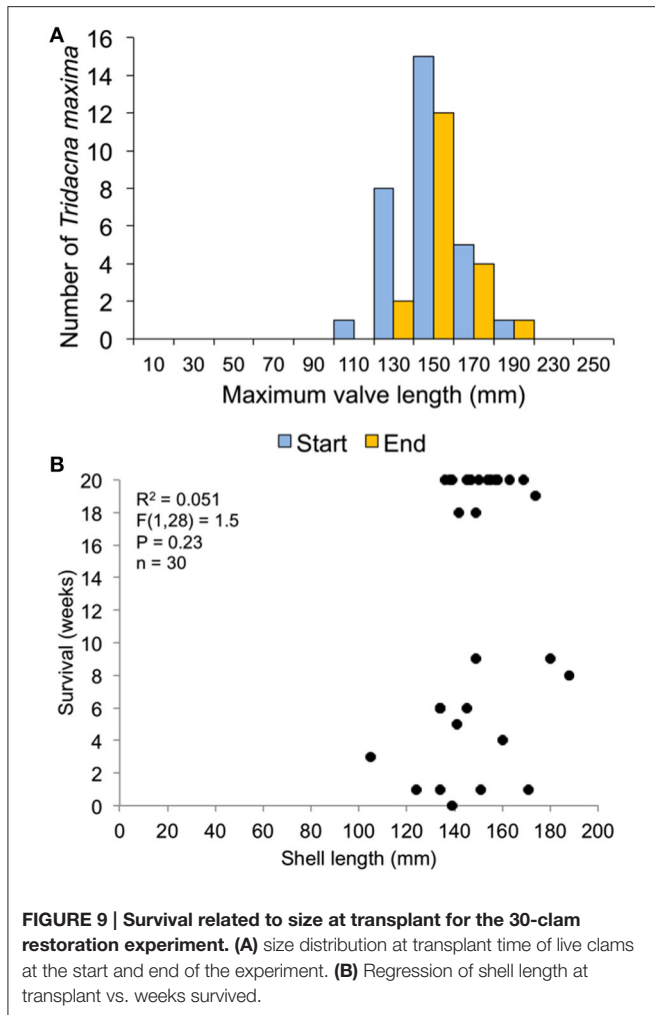 A
Number of Tridacna maxima
16
14
12
10
8
6
4
2
0
10 30 50 70 90 110 130 150 170 190 230 250
Maximum valve length (mm)
Start End
B
Survival (weeks)
20
18
16
14
12
10
8
6
4
2
0
R² = 0.051
F(1,28) = 1.5
P = 0.23
n = 30
0 20 40 60 80 100 120 140 160 180 200
Shell length (mm)
FIGURE 9 | Survival related to size at transplant for the 30-clam
restoration experiment. (A) size distribution at transplant time of live clams
at the start and end of the experiment. (B) Regression of shell length at
transplant vs. weeks survived.